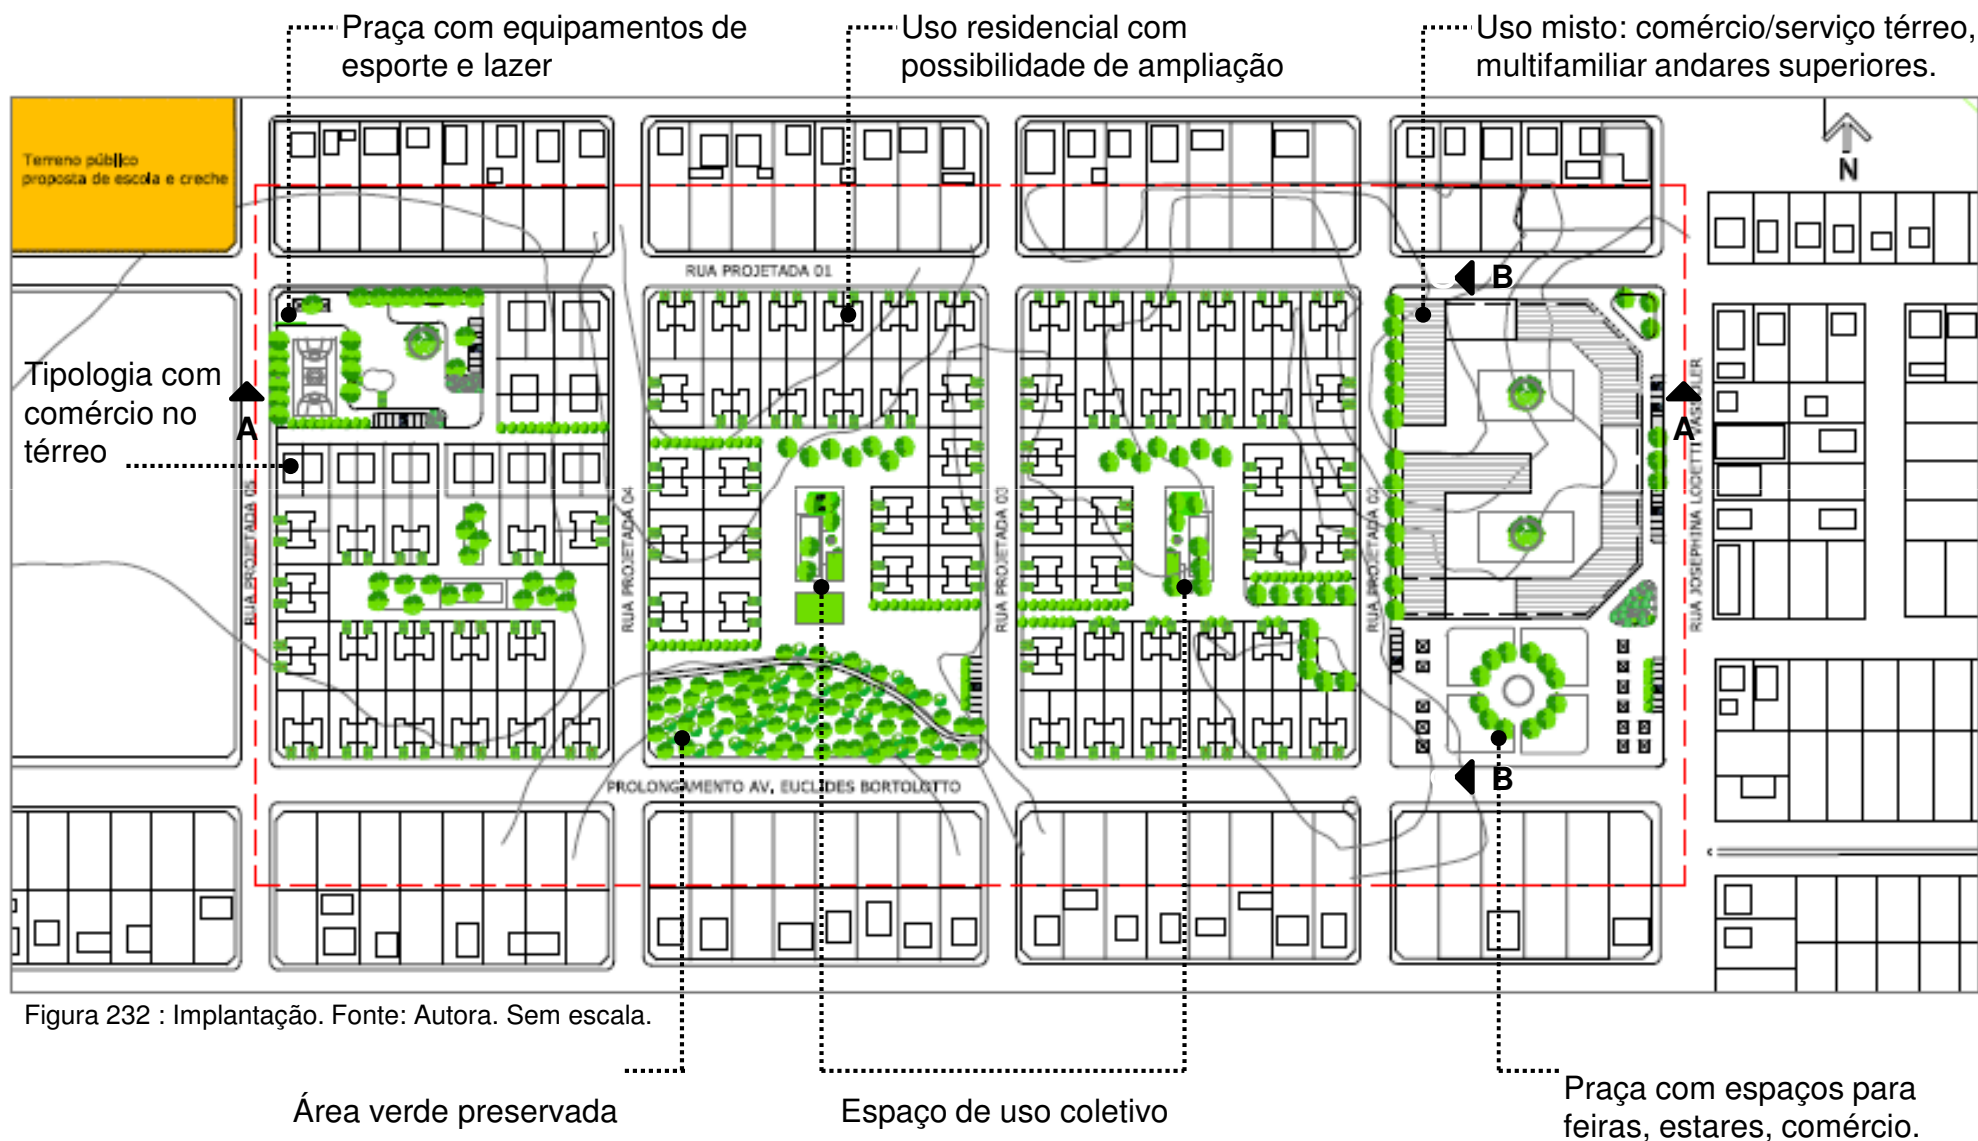 Praça com equipamentos de
esporte e lazer
Uso residencial com
possibilidade de ampliação
Uso misto: comércio/serviço térreo,
multifamiliar andares superiores.
Terreno público
proposta de escola e creche
N
RUA PROJETADA 01
B
Tipologia com
comércio no
térreo
A
A
RUA PROJETADA 05
RUA PROJETADA 04
RUA PROJETADA 03
RUA PROJETADA 02
RUA JOSEPHINA LODETTI VASSILER
PROLONGAMENTO AV. EUCLIDES BORTOLOTTO
B
Figura 232 : Implantação. Fonte: Autora. Sem escala.
Área verde preservada
Espaço de uso coletivo
Praça com espaços para
feiras, estares, comércio.